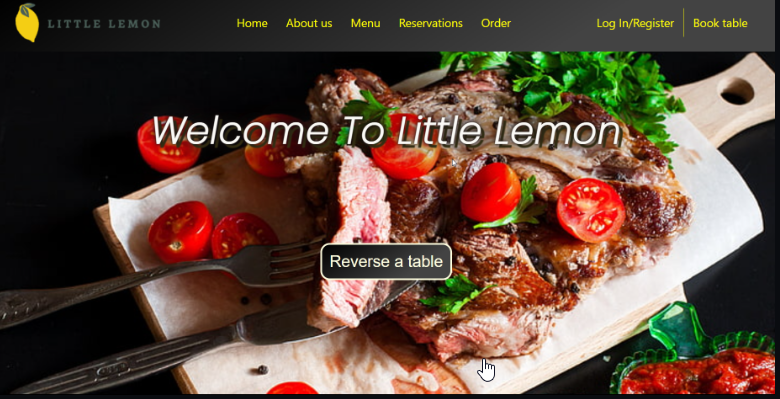 LITTLE LEMON
Home About us Menu Reservations Order Log In/Register Book table
Welcome To Little Lemon
Reverse a table